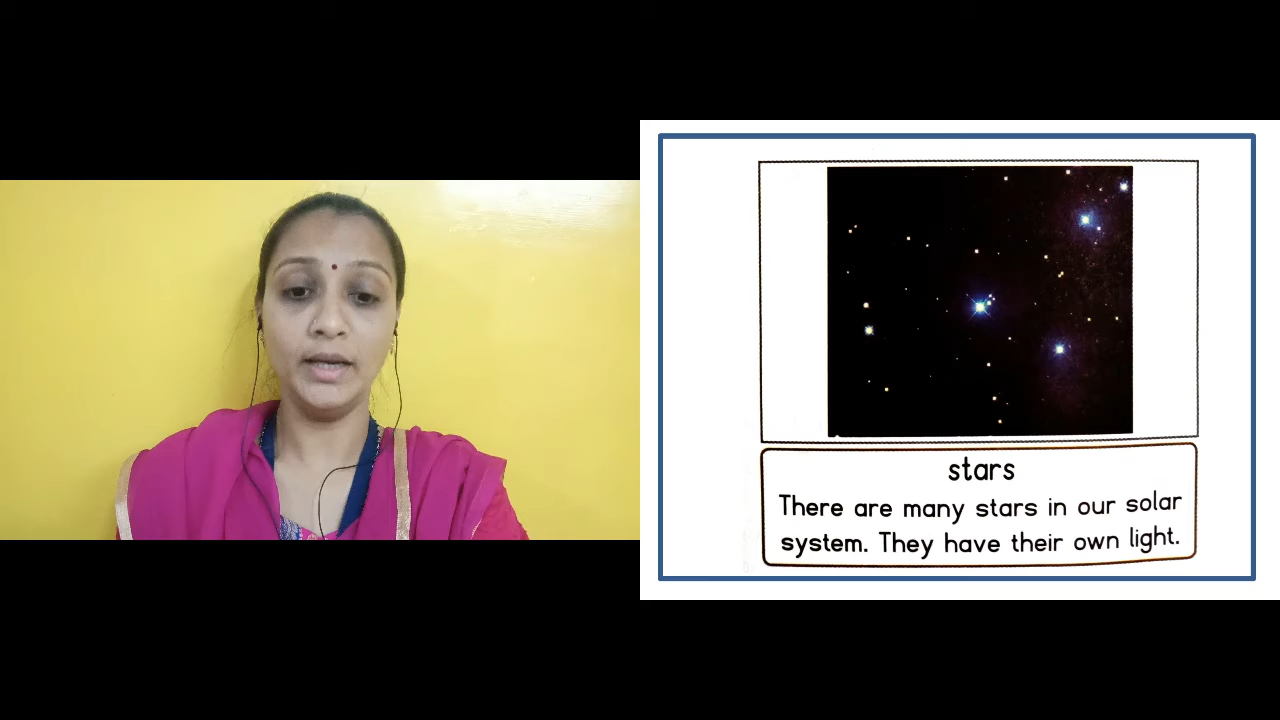 stars
There are many stars in our solar
system. They have their own light.